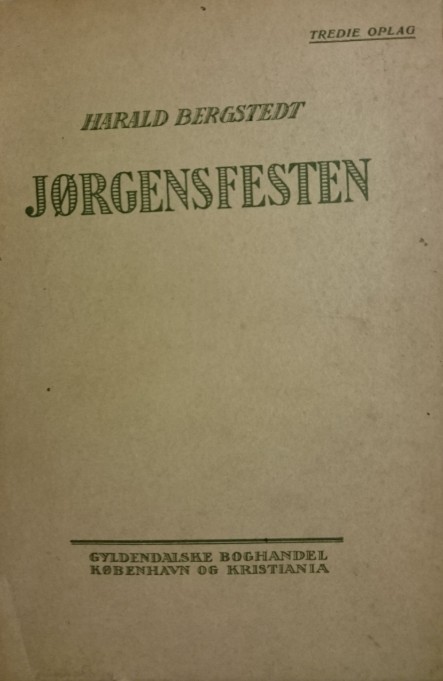 TREDIE OPLAG
HARALD BERGSTEDT
JØRGENSFESTEN
GYLDENDALSKE BOGHANDEL
KØBENHAVN OG KRISTIANIA